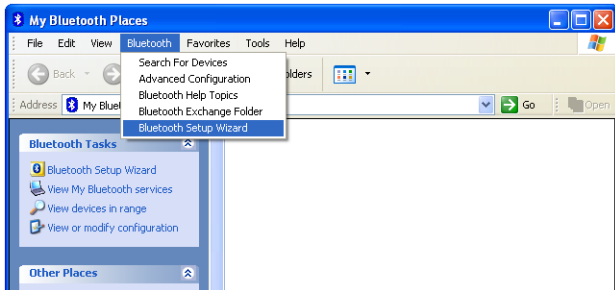 My Bluetooth Places
File Edit View Bluetooth Favorites Tools Help
Search For Devices
Advanced Configuration
Bluetooth Help Topics
Bluetooth Exchange Folder
Bluetooth Setup Wizard
Back
Address My Go
Open
Bluetooth Tasks
Bluetooth Setup Wizard
View My Bluetooth services
View devices in range
View or modify configuration
Other Places